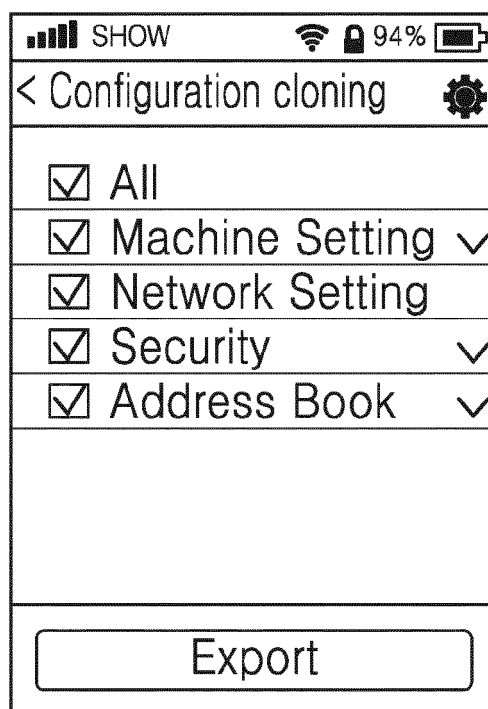 SHOW 94%
< Configuration cloning
All
Machine Setting
Network Setting
Security
Address Book
Export